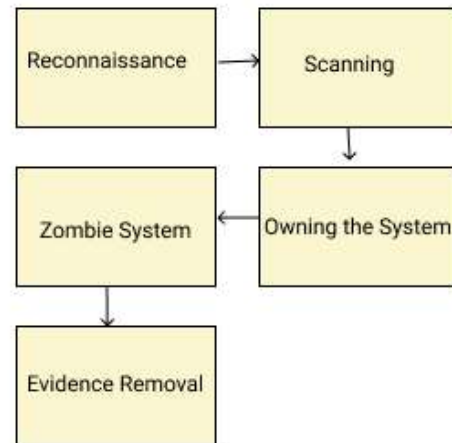 Reconnaissance
Scanning
Owning the System
Zombie System
Evidence Removal